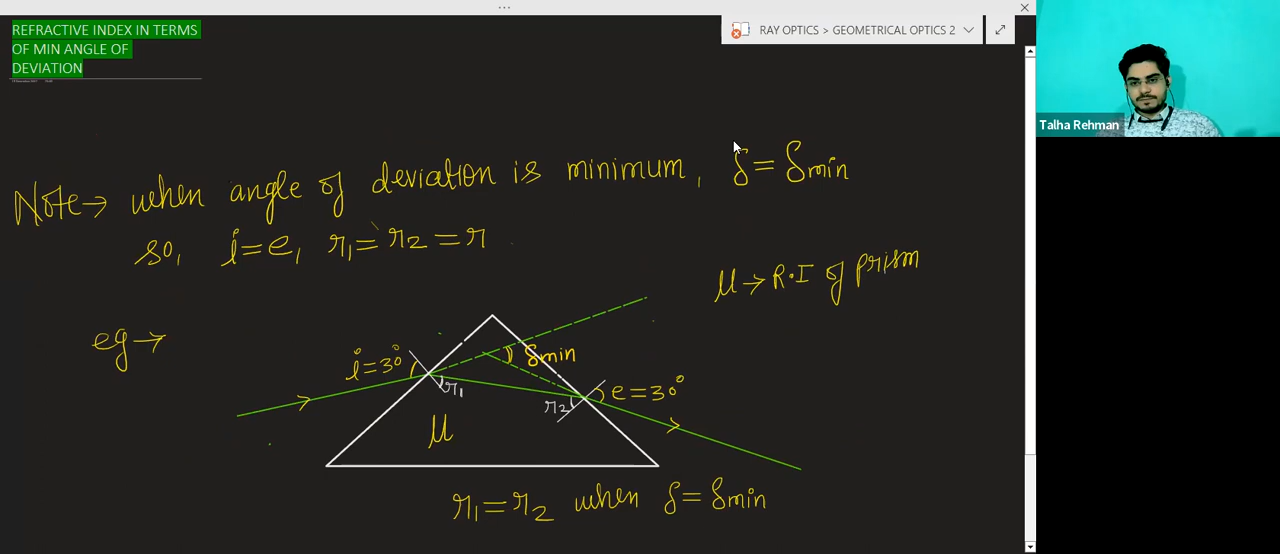 REFRACTIVE INDEX IN TERMS
OF MIN ANGLE OF
DEVIATION
RAY OPTICS > GEOMETRICAL OPTICS 2
Talha Rehman
Note → when angle of deviation is minimum, δ = δmin
so, i = e, r1 = r2 = r
μ → R.I of prism
eg →
i = 30°
δmin
r1
r2
e = 30°
μ
r1 = r2 when δ = δmin